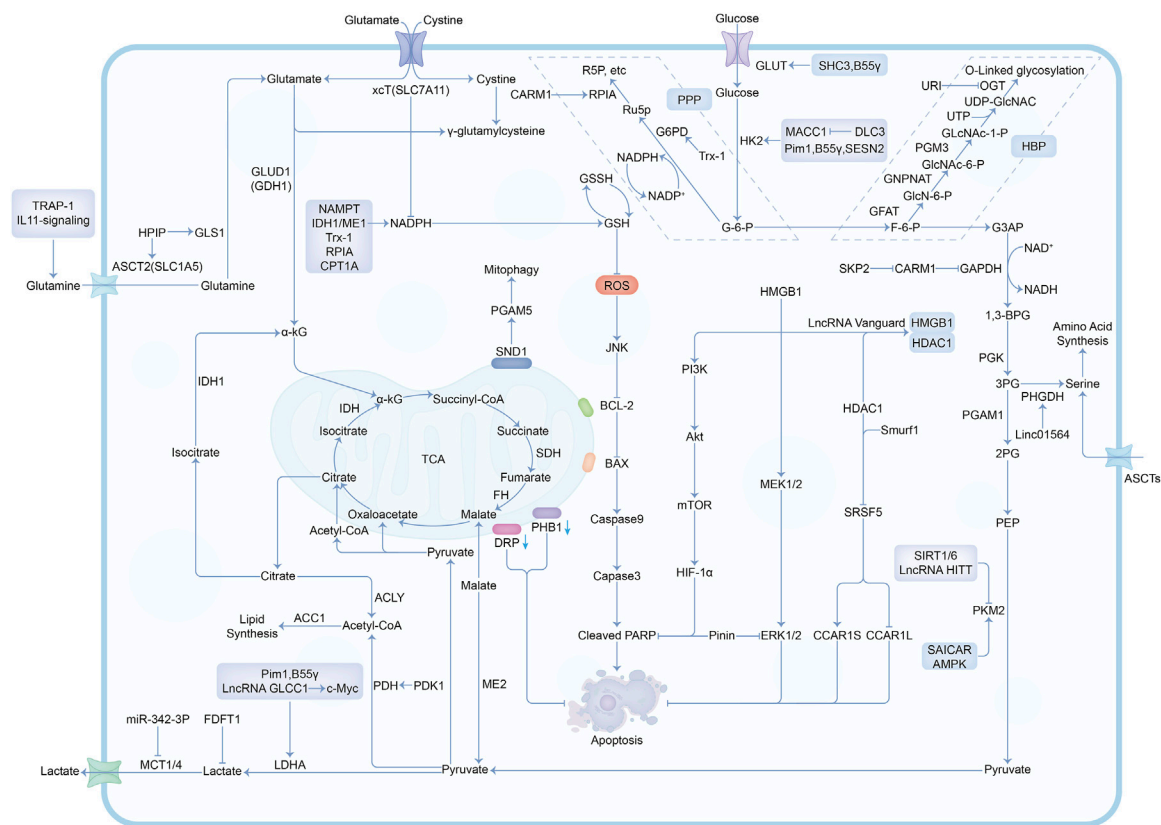 Glutamate
Cystine
Glucose
GLUT
SHC3,B55γ
Glutamate
Cystine
xcT(SLC7A11)
γ-glutamylcysteine
R5P, etc
CARM1
RPIA
PPP
Ru5p
G6PD
Trx-1
NADPH
NADP⁺
Glucose
HK2
MACC1
DLC3
Pim1,B55γ,SESN2
O-Linked glycosylation
URI
OGT
UDP-GlcNAC
UTP
GLcNAc-1-P
PGM3
HBP
GlcNAc-6-P
GNPNAT
GlcN-6-P
GFAT
GLUD1
(GDH1)
TRAP-1
IL11-signaling
HPIP
GLS1
ASCT2(SLC1A5)
Glutamine
Glutamine
NAMPT
IDH1/ME1
Trx-1
RPIA
CPT1A
NADPH
GSSH
GSH
G-6-P
F-6-P
G3AP
NAD⁺
SKP2
CARM1
GAPDH
NADH
Mitophagy
PGAM5
SND1
ROS
HMGB1
LncRNA Vanguard
HMGB1
HDAC1
1,3-BPG
Amino Acid
Synthesis
α-kG
IDH1
JNK
PI3K
PGK
3PG
Serine
PHGDH
Linc01564
PGAM1
2PG
ASCTs
α-kG
Succinyl-CoA
IDH
Isocitrate
Succinate
TCA
SDH
Citrate
Fumarate
FH
Oxaloacetate
Malate
Acetyl-CoA
Isocitrate
BCL-2
Akt
HDAC1
Smurf1
BAX
MEK1/2
mTOR
SRSF5
Caspase9
PEP
DRP
PHB1
Pyruvate
Malate
Citrate
ACLY
Capase3
HIF-1α
SIRT1/6
LncRNA HITT
PKM2
SAICAR
AMPK
Lipid
Synthesis
ACC1
Acetyl-CoA
Cleaved PARP
Pinin
ERK1/2
CCAR1S
CCAR1L
Pim1,B55γ
LncRNA GLCC1
c-Myc
PDH
PDK1
ME2
miR-342-3P
FDFT1
Apoptosis
Lactate
MCT1/4
Lactate
LDHA
Pyruvate
Pyruvate